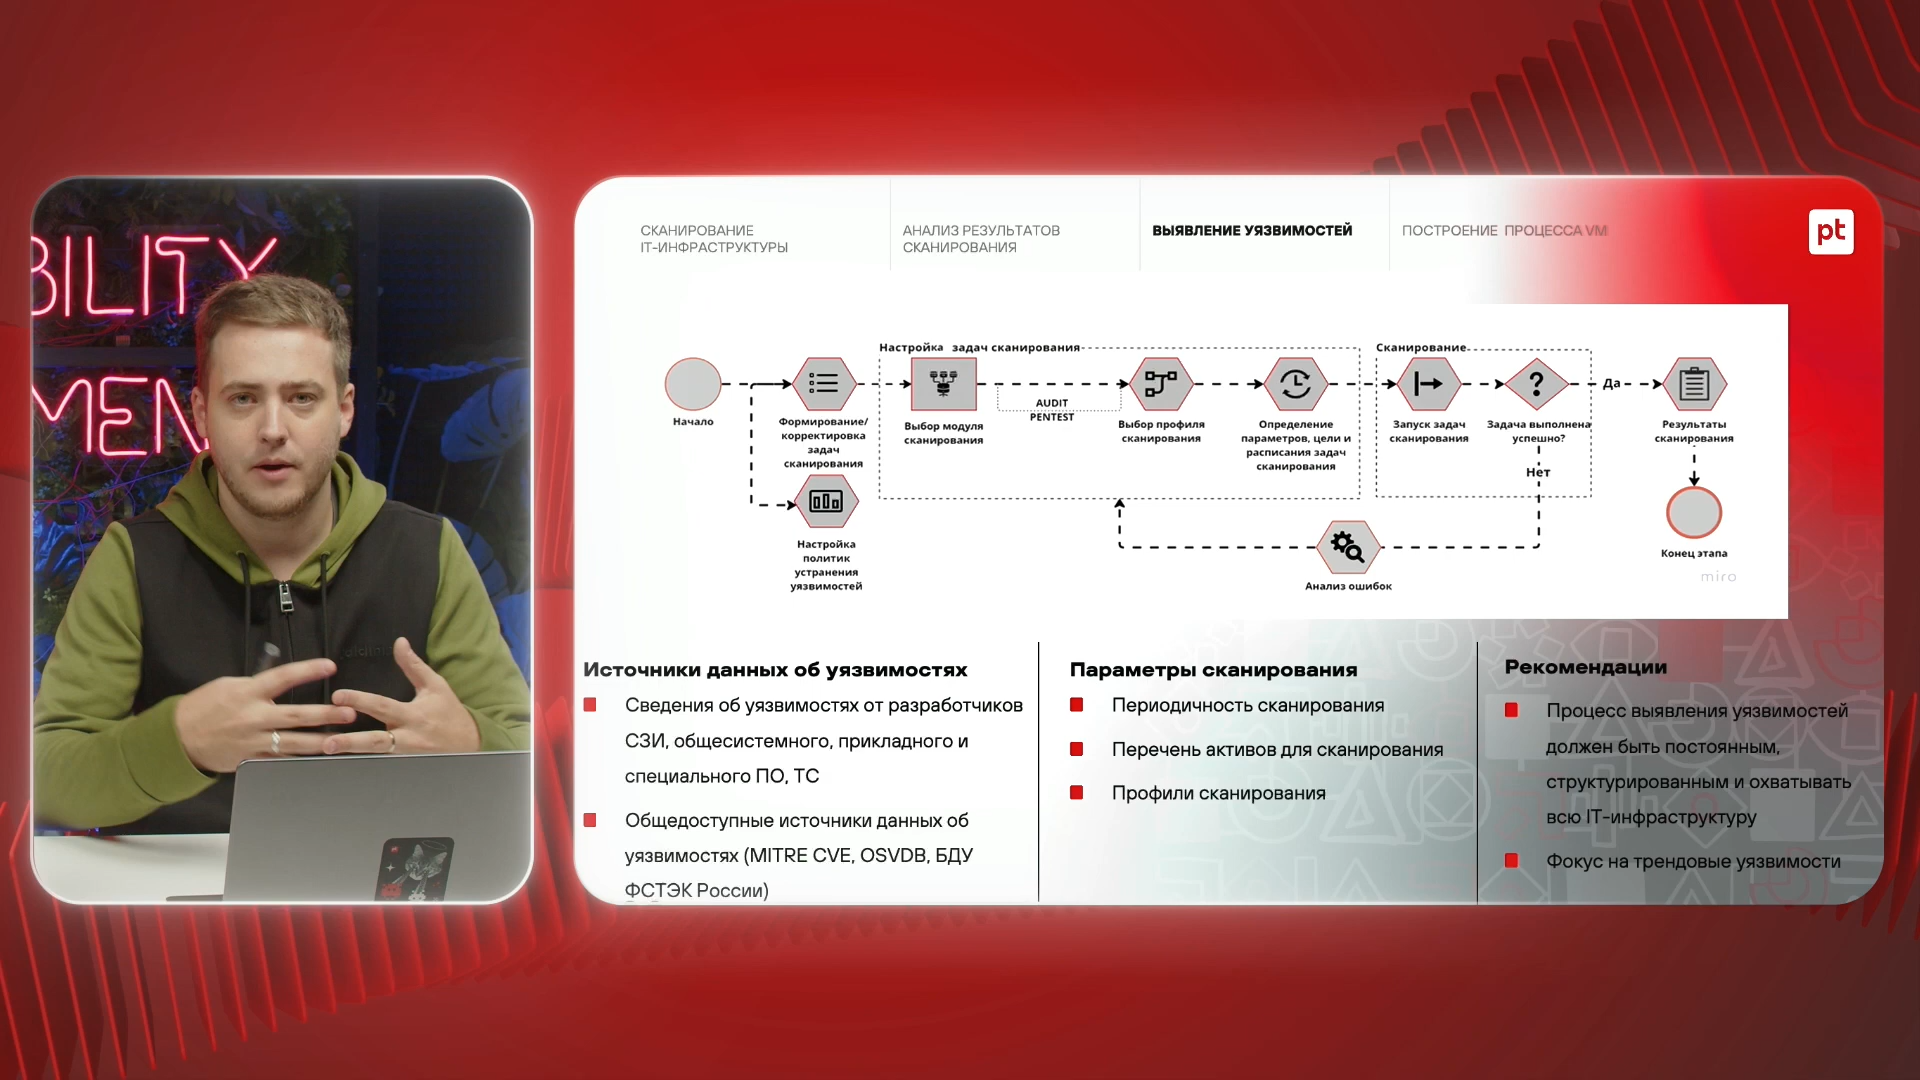 BILITY
MEN
СКАНИРОВАНИЕ
IT-ИНФРАСТРУКТУРЫ
АНАЛИЗ РЕЗУЛЬТАТОВ
СКАНИРОВАНИЯ
ВЫЯВЛЕНИЕ УЯЗВИМОСТЕЙ
ПОСТРОЕНИЕ ПРОЦЕССА VM
pt
Настройка задач сканирования
Сканирование
Начало
Формирование/
корректировка
задач
сканирования
Выбор модуля
сканирования
AUDIT
PENTEST
Выбор профиля
сканирования
Определение
параметров, цели и
расписания задач
сканирования
Запуск задач
сканирования
?
Задача выполнена
успешно?
Да
Нет
Результаты
сканирования
Настройка
политик
устранения
уязвимостей
Анализ ошибок
Конец этапа
miro
Источники данных об уязвимостях
Сведения об уязвимостях от разработчиков
СЗИ, общесистемного, прикладного и
специального ПО, ТС
Общедоступные источники данных об
уязвимостях (MITRE CVE, OSVDB, БДУ
ФСТЭК России)
Параметры сканирования
Периодичность сканирования
Перечень активов для сканирования
Профили сканирования
Рекомендации
Процесс выявления уязвимостей
должен быть постоянным,
структурированным и охватывать
всю IT-инфраструктуру
Фокус на трендовые уязвимости